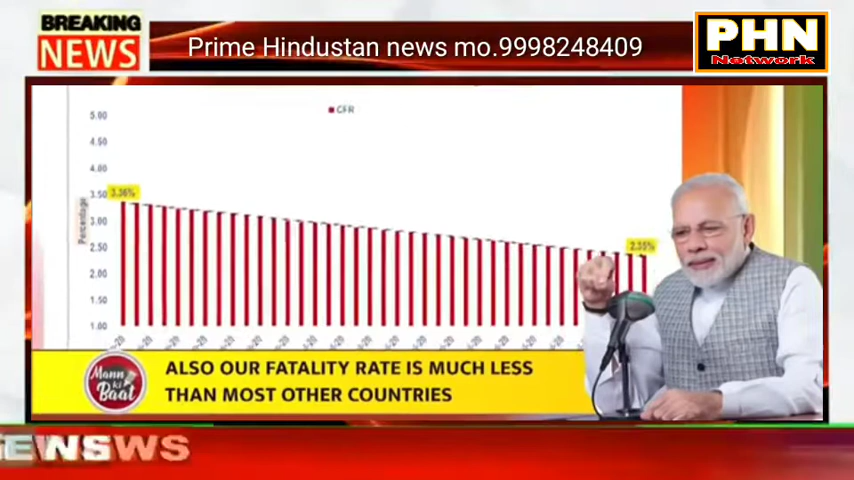 BREAKING
NEWS
Prime Hindustan news mo.9998248409
PHN
Network
CFR
5.00
4.50
4.00
3.50
3.00
2.50
2.00
1.50
1.00
Percentage
3.36%
2.35%
Mann
ki
Baat
ALSO OUR FATALITY RATE IS MUCH LESS
THAN MOST OTHER COUNTRIES